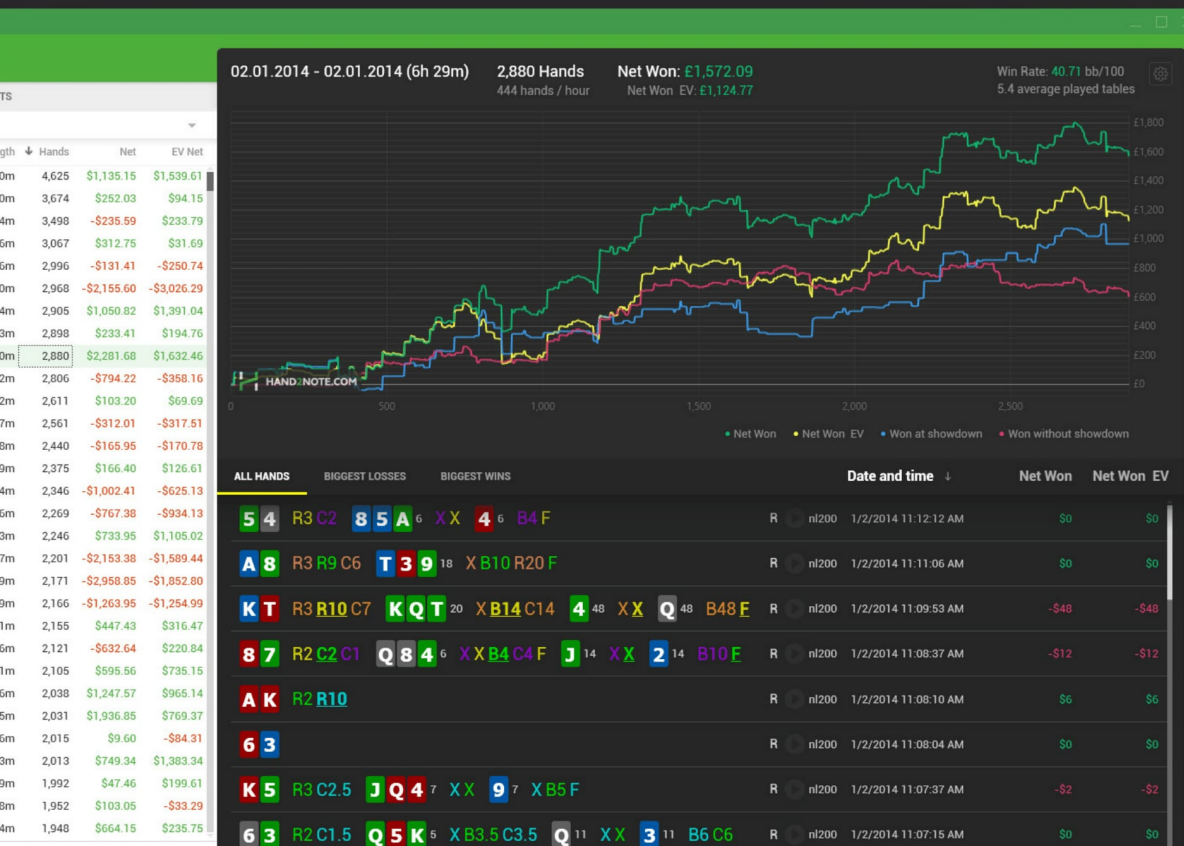 02.01.2014 - 02.01.2014 (6h 29m) 2,880 Hands Net Won: £1,572.09 Win Rate: 40.71 bb/100
444 hands / hour Net Won EV: £1,124.77 5.4 average played tables
TS
gth Hands Net EV Net
0m 4,625 $1,135.15 $1,539.61
0m 3,674 $252.03 $94.15
4m 3,498 -$235.59 $233.79
6m 3,067 $312.75 $31.69
6m 2,996 -$131.41 -$250.74
0m 2,968 -$2,155.60 -$3,026.29
4m 2,905 $1,050.82 $1,391.04
3m 2,898 $233.41 $194.76
0m 2,880 $2,281.68 $1,632.46
2m 2,806 -$794.22 -$358.16
2m 2,611 $103.20 $69.69
7m 2,561 -$312.01 -$317.51
8m 2,440 -$165.95 -$170.78
9m 2,375 $166.40 $126.61
4m 2,346 -$1,002.41 -$625.13
6m 2,269 -$767.38 -$934.13
3m 2,246 $733.95 $1,105.02
7m 2,201 -$2,153.38 -$1,589.44
9m 2,171 -$2,958.85 -$1,852.80
9m 2,166 -$1,263.95 -$1,254.99
1m 2,155 $447.43 $316.47
6m 2,121 -$632.64 $220.84
1m 2,105 $595.56 $735.15
6m 2,038 $1,247.57 $965.14
5m 2,031 $1,936.85 $769.37
6m 2,015 $9.60 -$84.31
3m 2,013 $749.34 $1,383.34
9m 1,992 $47.46 $199.61
8m 1,952 $103.05 -$33.29
4m 1,948 $664.15 $235.75
£1,800
£1,600
£1,400
£1,200
£1,000
£800
£600
£400
£200
£0
HAND2NOTE.COM
0 500 1,000 1,500 2,000 2,500
Net Won Net Won EV Won at showdown Won without showdown
ALL HANDS BIGGEST LOSSES BIGGEST WINS Date and time Net Won Net Won EV
5 4 R3 C2 8 5 A 6 X X 4 6 B4 F R nl200 1/2/2014 11:12:12 AM $0 $0
A 8 R3 R9 C6 T 3 9 18 X B10 R20 F R nl200 1/2/2014 11:11:06 AM $0 $0
K T R3 R10 C7 K Q T 20 X B14 C14 4 48 X X Q 48 B48 F R nl200 1/2/2014 11:09:53 AM -$48 -$48
8 7 R2 C2 C1 Q 8 4 6 X X B4 C4 F J 14 X X 2 14 B10 F R nl200 1/2/2014 11:08:37 AM -$12 -$12
A K R2 R10 R nl200 1/2/2014 11:08:10 AM $6 $6
6 3 R nl200 1/2/2014 11:08:04 AM $0 $0
K 5 R3 C2.5 J Q 4 7 X X 9 7 X B5 F R nl200 1/2/2014 11:07:37 AM -$2 -$2
6 3 R2 C1.5 Q 5 K 5 X B3.5 C3.5 Q 11 X X 3 11 B6 C6 R nl200 1/2/2014 11:07:15 AM $0 $0